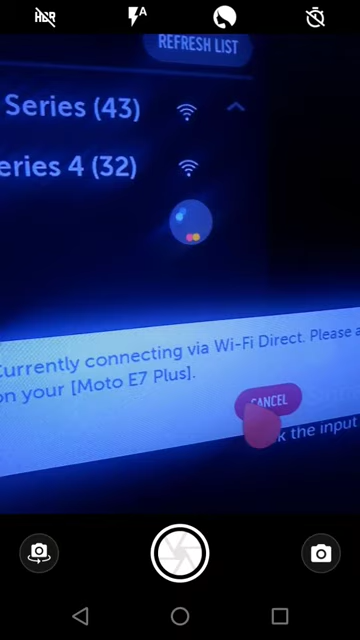 HDR
A
REFRESH LIST
Series (43)
eries 4 (32)
Currently connecting via Wi-Fi Direct. Please a
on your [Moto E7 Plus].
CANCEL
k the input